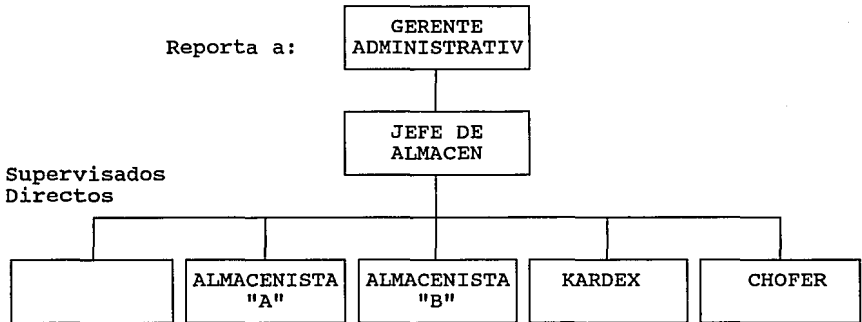 GERENTE
Reporta a: ADMINISTRATIV
JEFE DE
ALMACEN
Supervisados
Directos
ALMACENISTA ALMACENISTA KARDEX CHOFER
"A" "B"